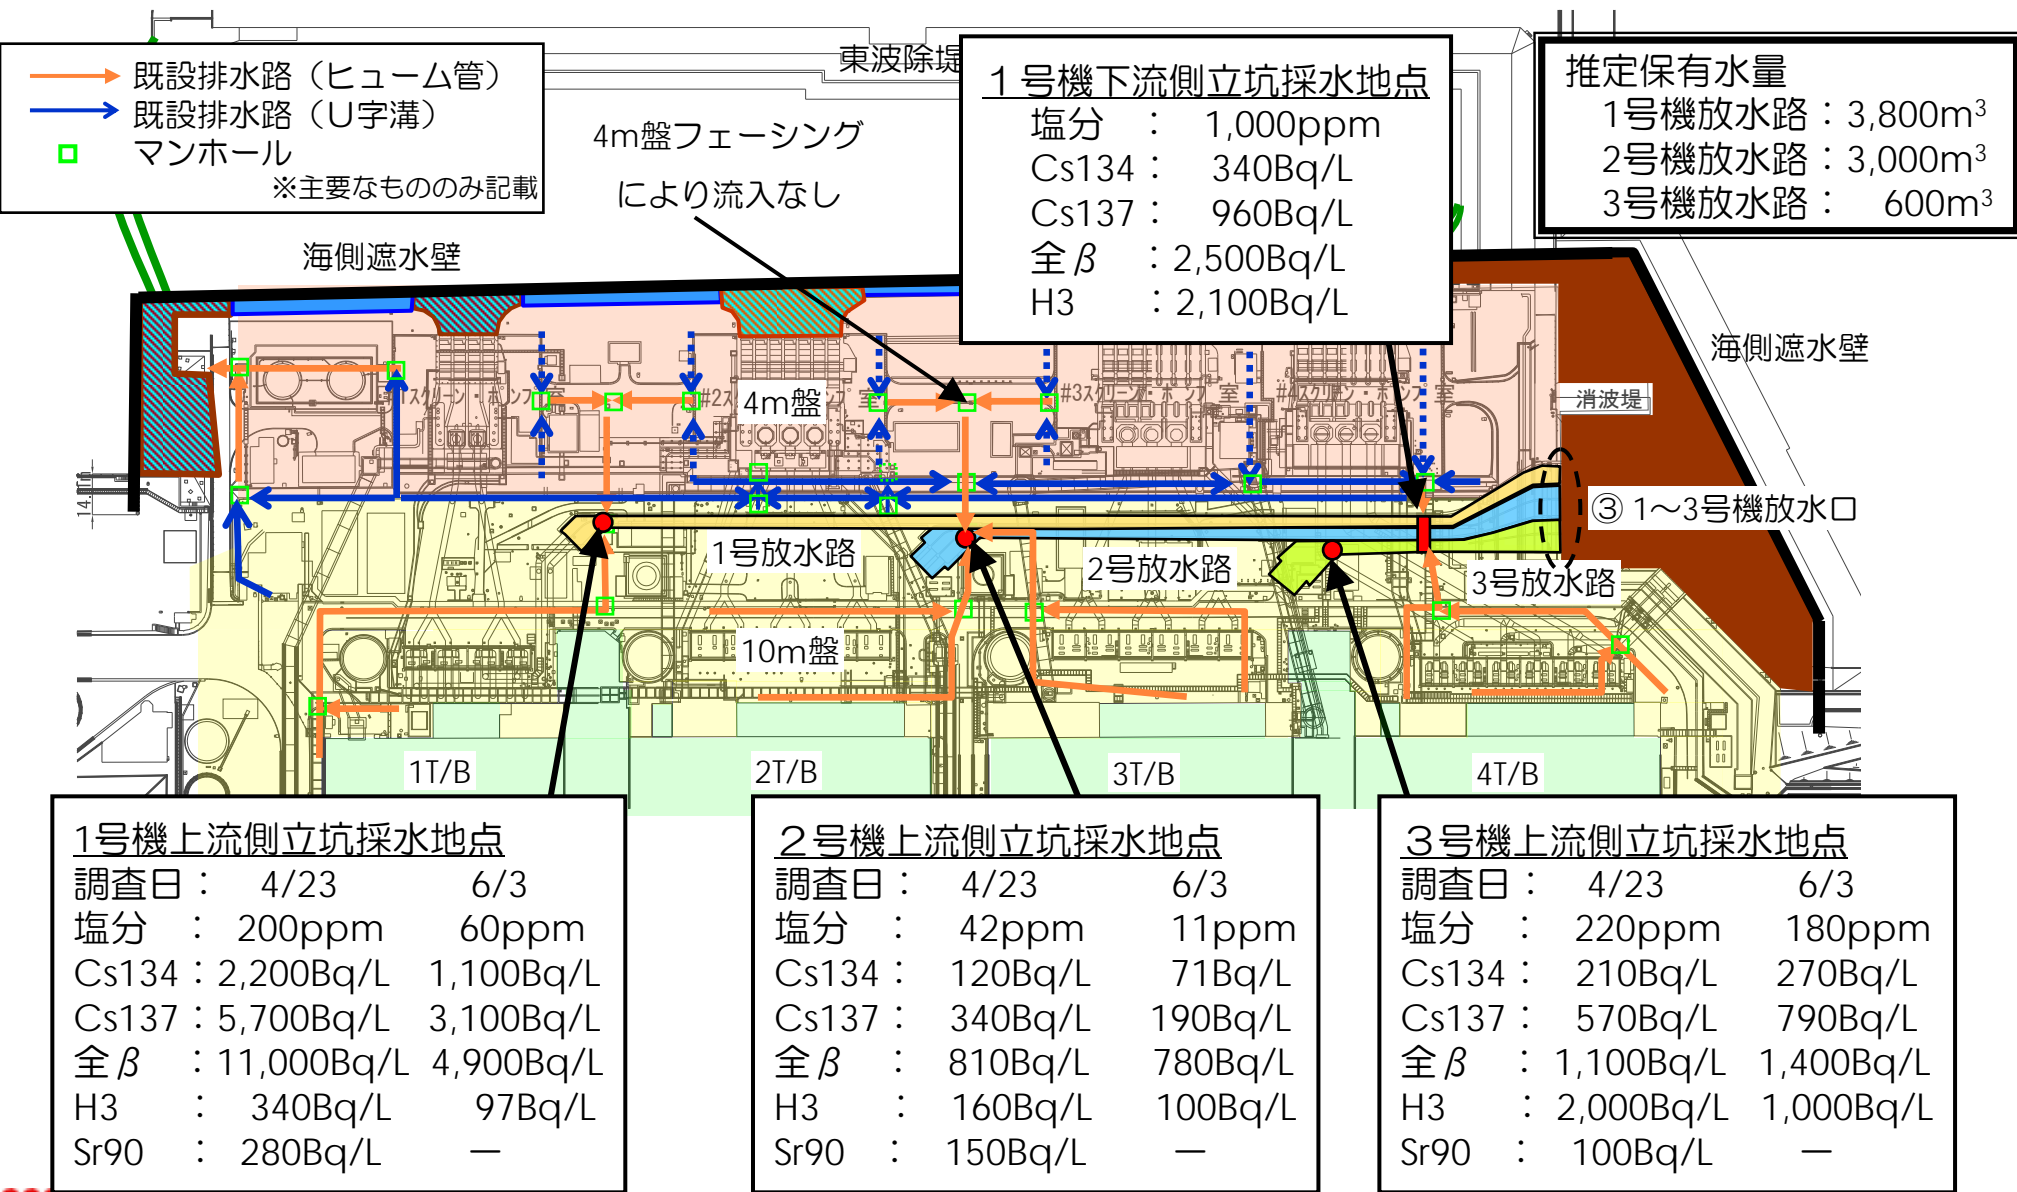 既設排水路（ヒューム管）
既設排水路（U字溝）
マンホール
※主要なもののみ記載
東波除堤
4m盤フェーシング
により流入なし
海側遮水壁
1号機下流側立坑採水地点
塩分 ： 1,000ppm
Cs134： 340Bq/L
Cs137： 960Bq/L
全β ：2,500Bq/L
H3 ：2,100Bq/L
推定保有水量
1号機放水路：3,800m³
2号機放水路：3,000m³
3号機放水路： 600m³
海側遮水壁
消波堤
4m盤
③ 1～3号機放水口
1号放水路
2号放水路
3号放水路
10m盤
1T/B
2T/B
3T/B
4T/B
1号機上流側立坑採水地点
調査日： 4/23 6/3
塩分 ： 200ppm 60ppm
Cs134：2,200Bq/L 1,100Bq/L
Cs137：5,700Bq/L 3,100Bq/L
全β ：11,000Bq/L 4,900Bq/L
H3 ： 340Bq/L 97Bq/L
Sr90 ： 280Bq/L －
２号機上流側立坑採水地点
調査日： 4/23 6/3
塩分 ： 42ppm 11ppm
Cs134： 120Bq/L 71Bq/L
Cs137： 340Bq/L 190Bq/L
全β ： 810Bq/L 780Bq/L
H3 ： 160Bq/L 100Bq/L
Sr90 ： 150Bq/L －
３号機上流側立坑採水地点
調査日： 4/23 6/3
塩分 ： 220ppm 180ppm
Cs134： 210Bq/L 270Bq/L
Cs137： 570Bq/L 790Bq/L
全β ： 1,100Bq/L 1,400Bq/L
H3 ： 2,000Bq/L 1,000Bq/L
Sr90 ： 100Bq/L －